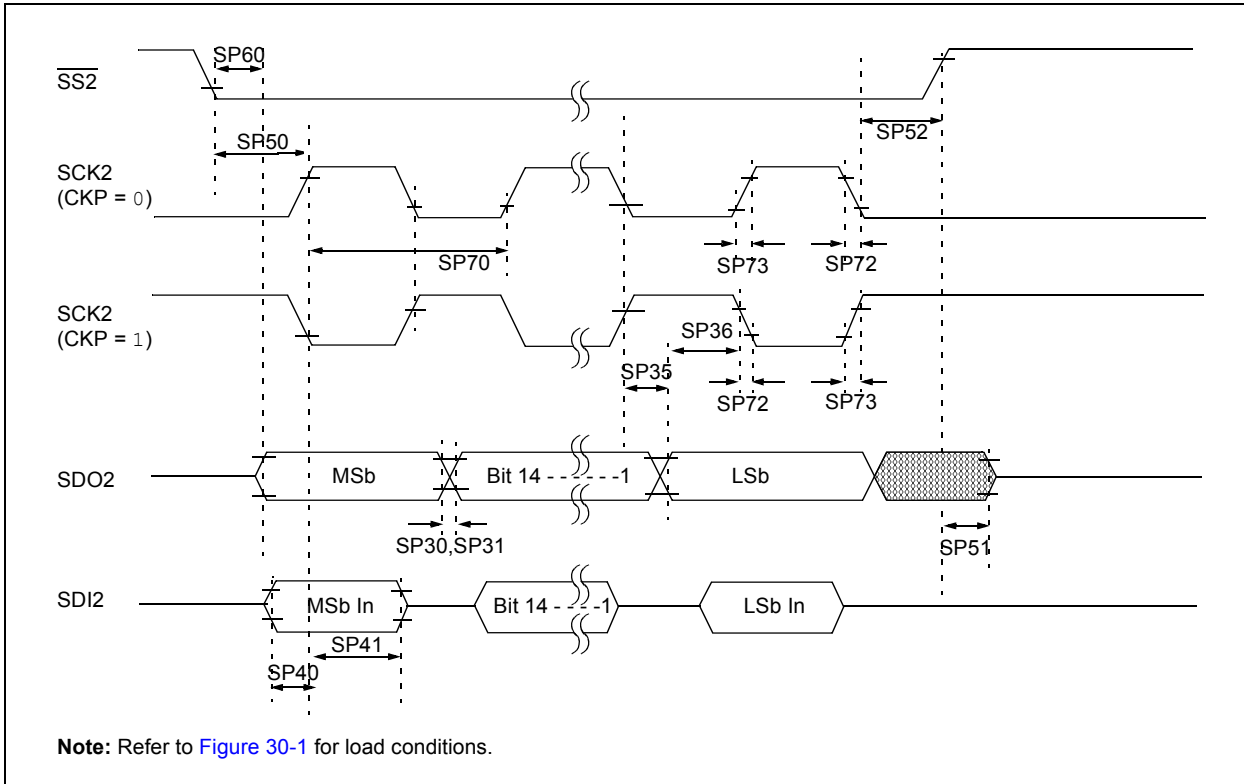 SP60
SS2
SP50
SP52
SCK2
(CKP = 0)
SP70
SP73
SP72
SCK2
(CKP = 1)
SP36
SP35
SP72
SP73
SDO2
MSb
Bit 14 - - - - - -1
LSb
SP30,SP31
SP51
SDI2
MSb In
Bit 14 - - - -1
LSb In
SP41
SP40
Note: Refer to Figure 30-1 for load conditions.